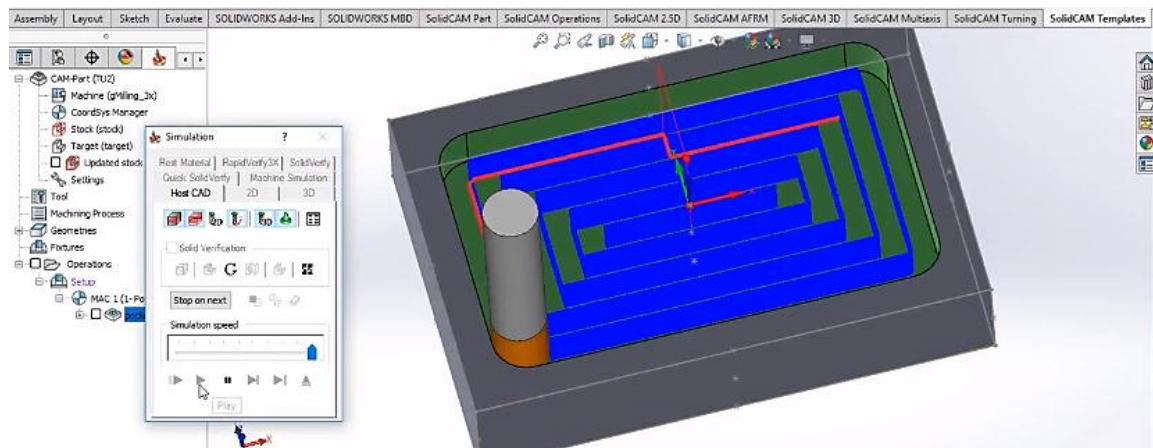 Assembly Layout Sketch Evaluate SOLIDWORKS Add-Ins SOLIDWORKS MBD SolidCAM Part SolidCAM Operations SolidCAM 2.5D SolidCAM AFRM SolidCAM 3D SolidCAM Multiaxis SolidCAM Turning SolidCAM Templates
CAM-Part (TU2)
Machine (gMilling_3x)
CoordSys Manager
Stock (stock)
Target (target)
Updated stock
Settings
Tool
Machining Process
Geometries
Fixtures
Operations
Setup
MAC 1 (1-Po
Simulation ?
Rest Material RapidVerify3X SolidVerify
Quick SolidVerify Machine Simulation
Host CAD 2D 3D
Solid Verification
Stop on next
Simulation speed
Play
X